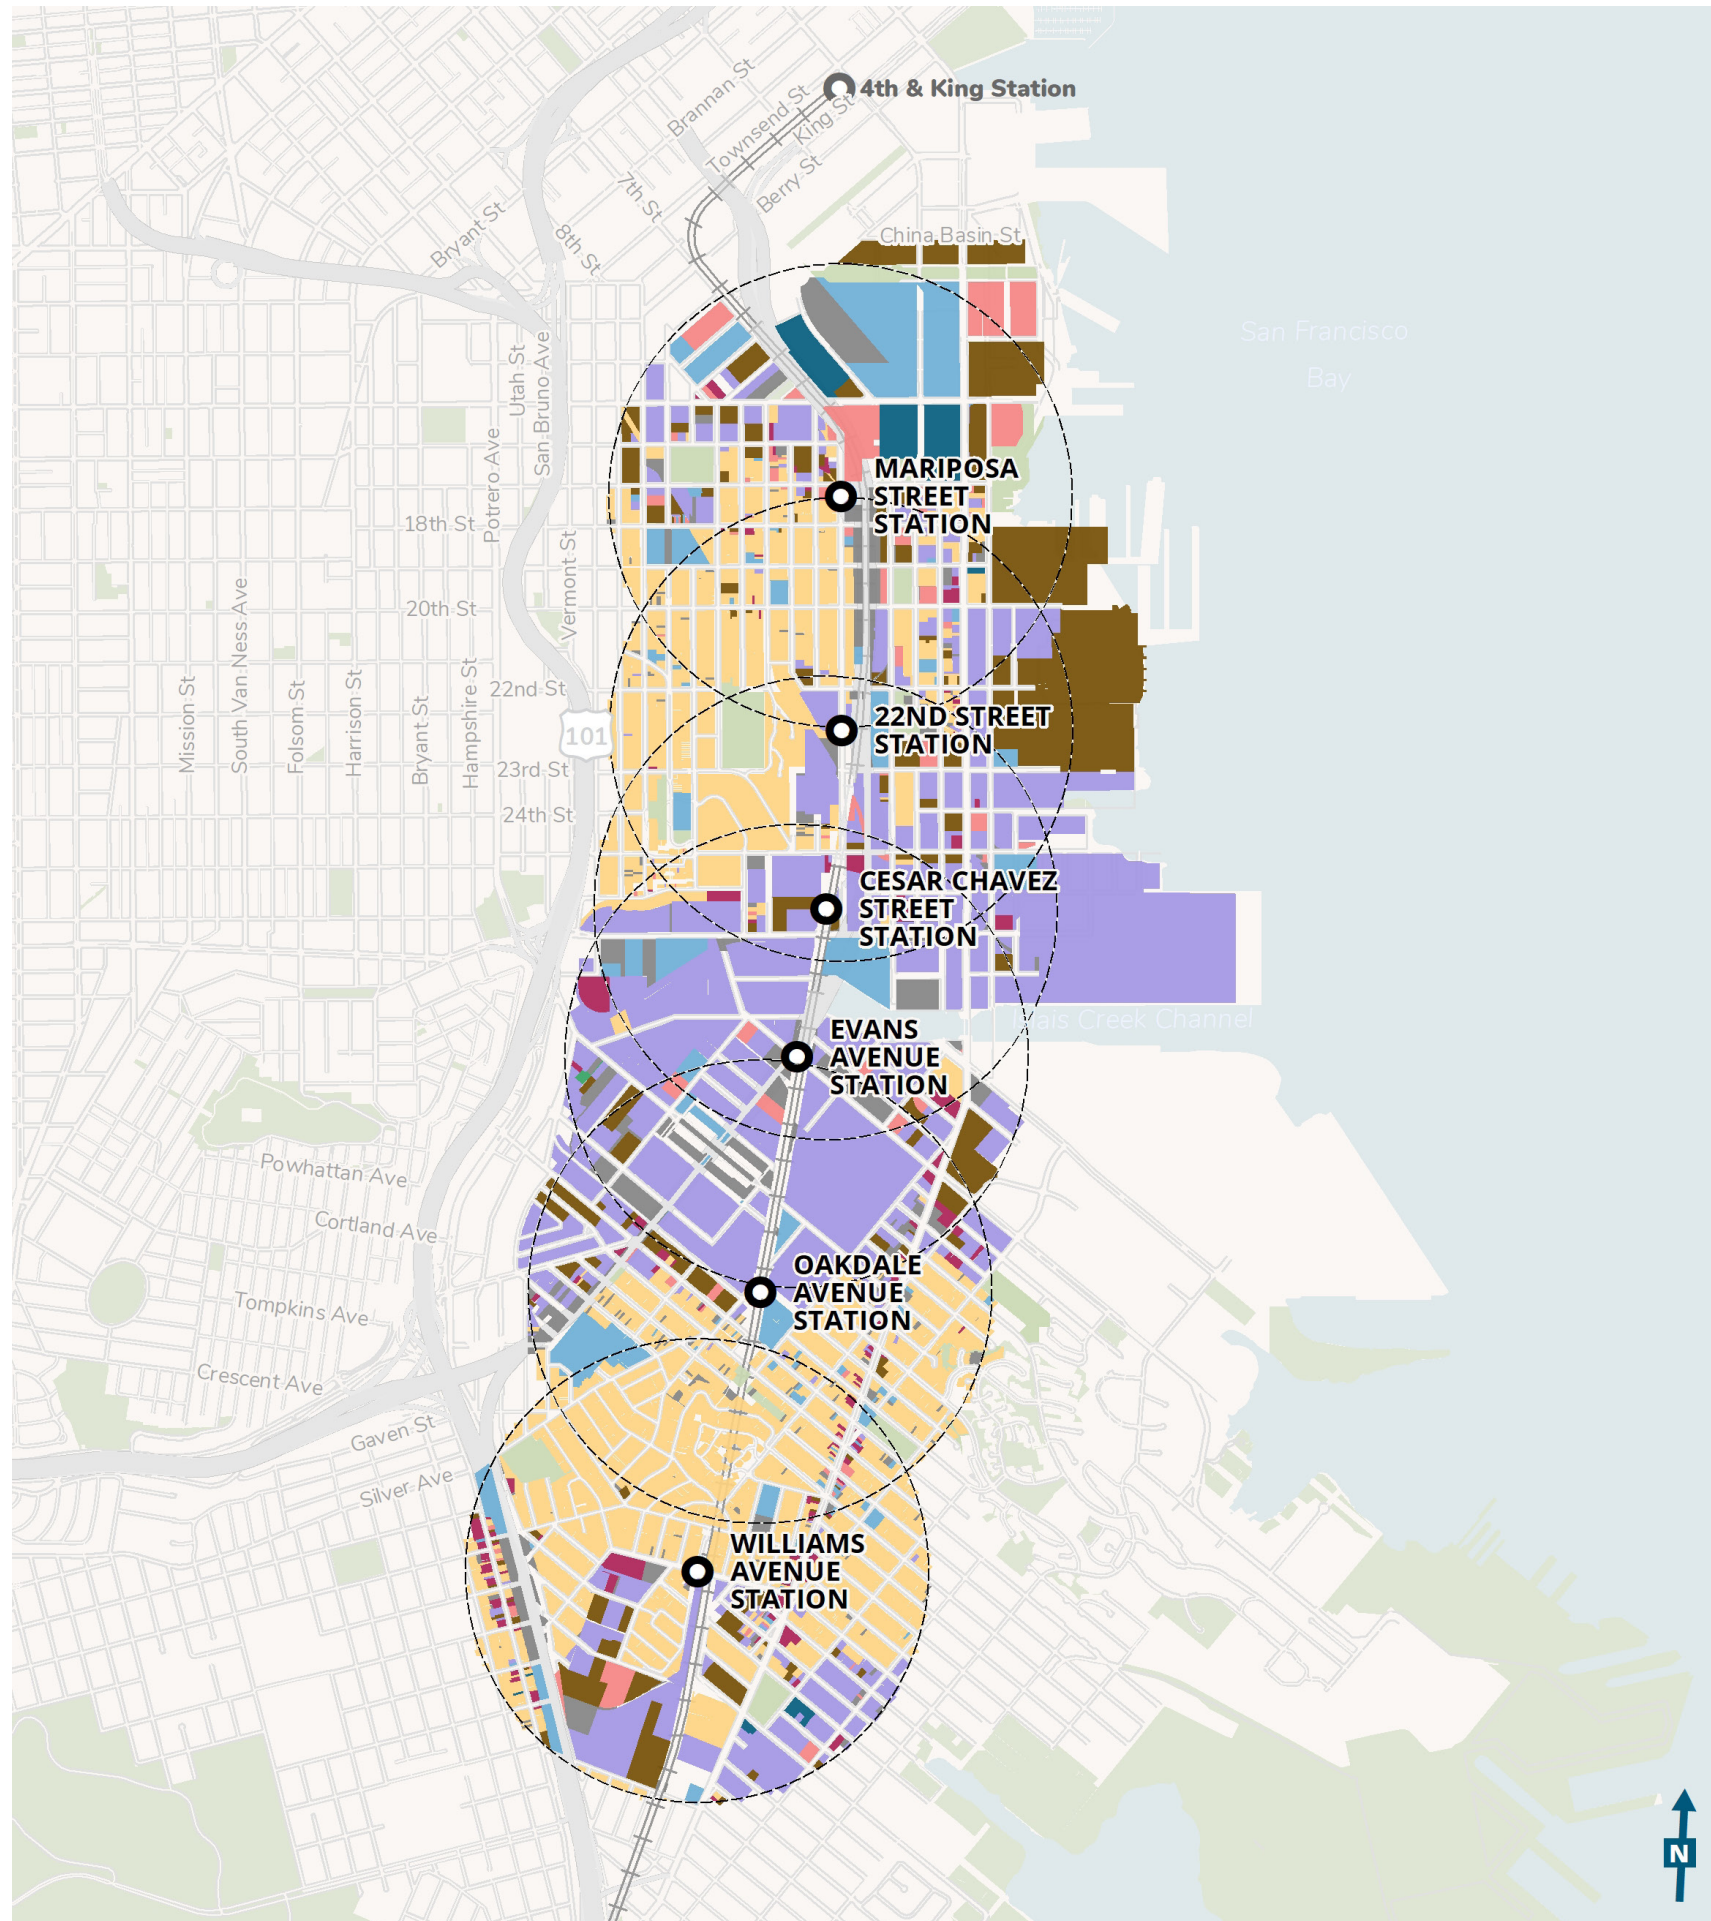 4th & King Station
Brannan St
Townsend St
King St
Berry St
7th St
8th St
Bryant St
China Basin St
San Francisco
Bay
Utah St
San Bruno Ave
Potrero Ave
MARIPOSA
STREET
STATION
18th St
Vermont St
20th St
South Van Ness Ave
Mission St
Folsom St
Harrison St
Bryant St
Hampshire St
22nd St
101
22ND STREET
STATION
23rd St
24th St
CESAR CHAVEZ
STREET
STATION
Islais Creek Channel
EVANS
AVENUE
STATION
Powhattan Ave
Cortland Ave
OAKDALE
AVENUE
STATION
Tompkins Ave
Crescent Ave
Gaven St
Silver Ave
WILLIAMS
AVENUE
STATION
N